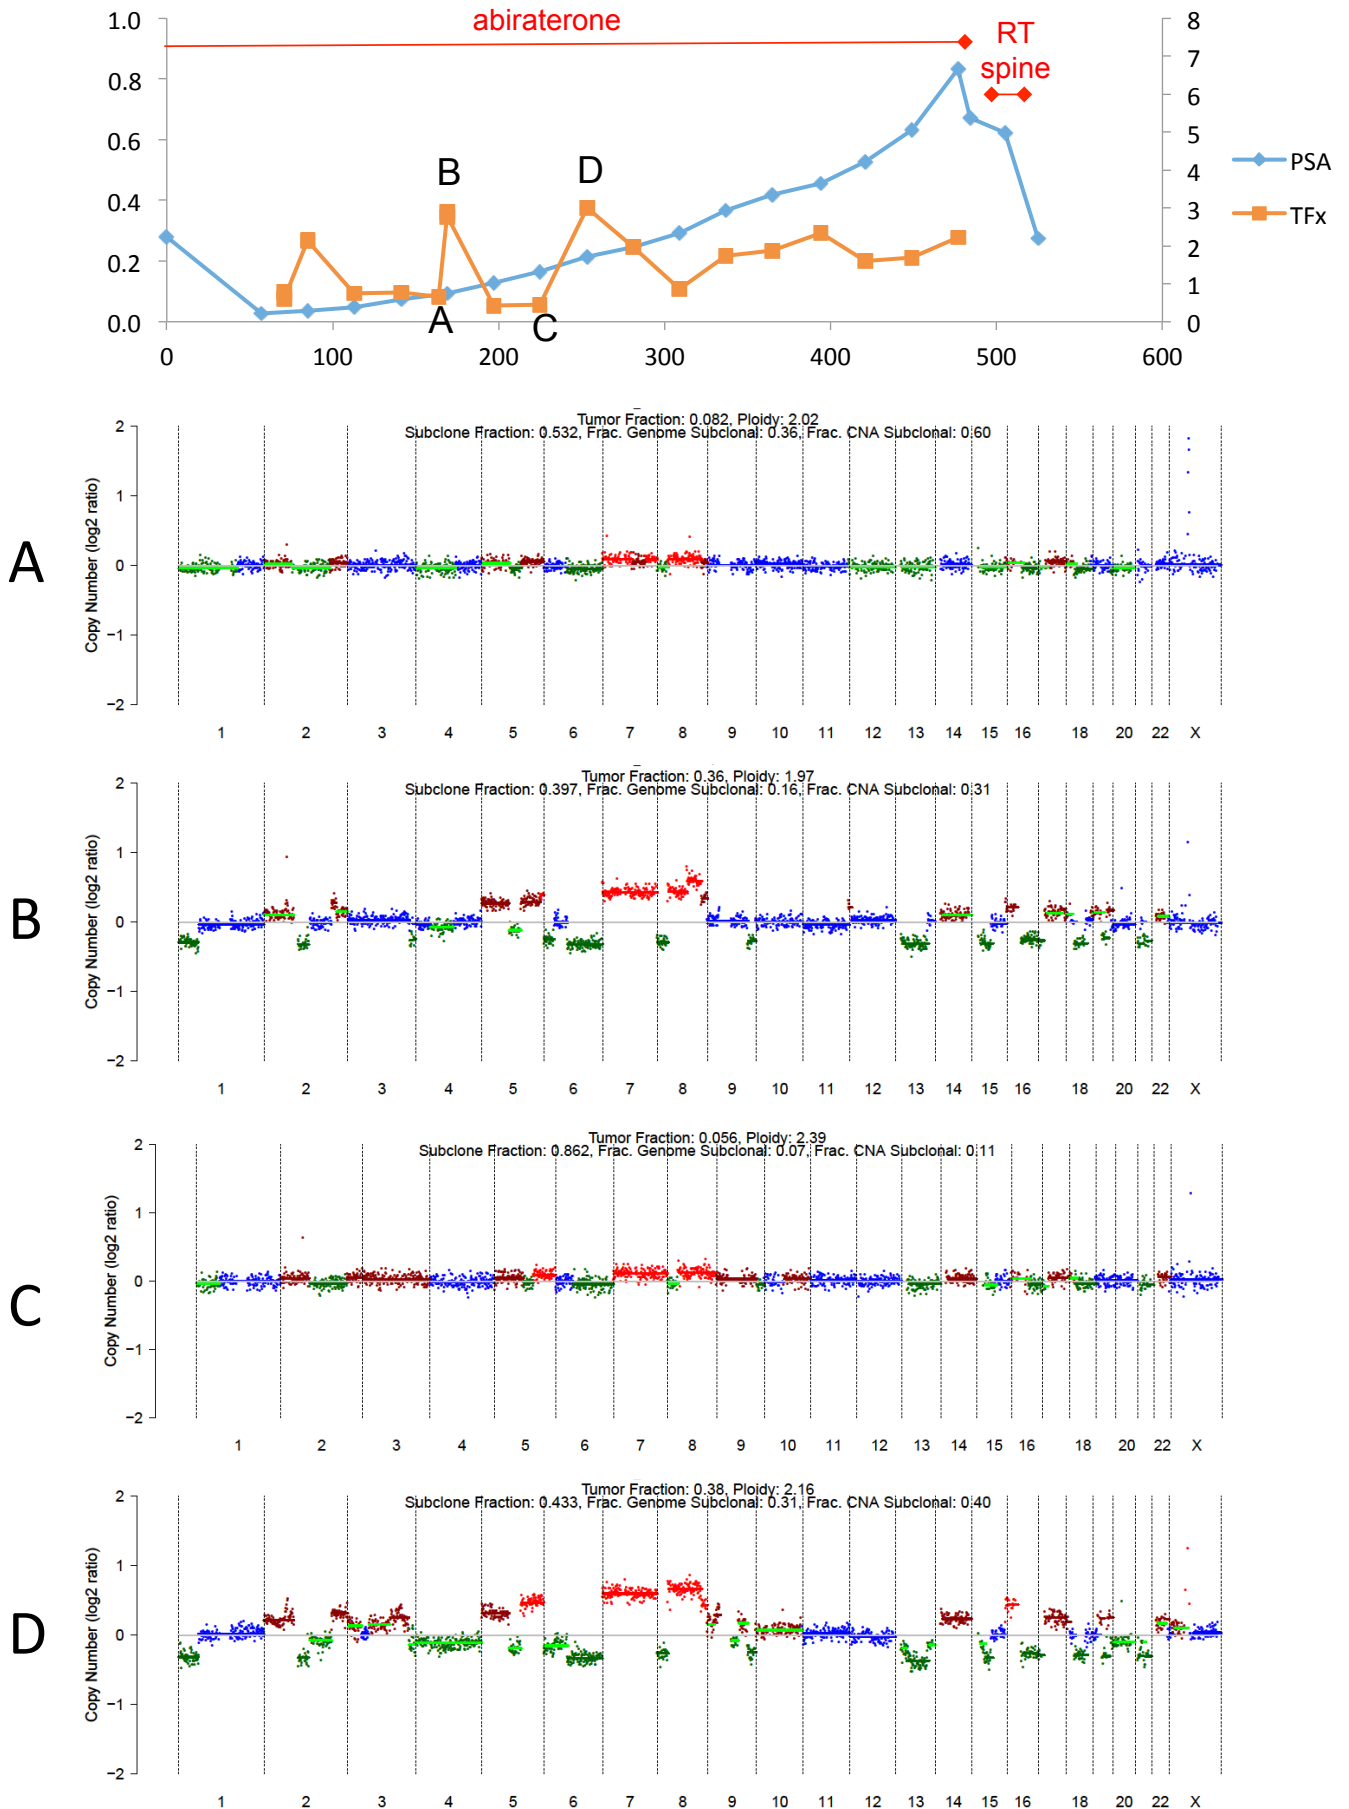 abiraterone
RT
spine
1.0
0.8
0.6
0.4
0.2
0.0
8
7
6
5
4
3
2
1
0
B
D
A
C
0 100 200 300 400 500 600
PSA
TFx
A
Tumor Fraction: 0.082, Ploidy: 2.02
Subclone Fraction: 0.532, Frac. Genome Subclonal: 0.36, Frac. CNA Subclonal: 0.60
Copy Number (log2 ratio)
2
1
0
−1
−2
1 2 3 4 5 6 7 8 9 10 11 12 13 14 15 16 18 20 22 X
B
Tumor Fraction: 0.36, Ploidy: 1.97
Subclone Fraction: 0.397, Frac. Genome Subclonal: 0.16, Frac. CNA Subclonal: 0.31
Copy Number (log2 ratio)
2
1
0
−1
−2
1 2 3 4 5 6 7 8 9 10 11 12 13 14 15 16 18 20 22 X
C
Tumor Fraction: 0.056, Ploidy: 2.39
Subclone Fraction: 0.862, Frac. Genome Subclonal: 0.07, Frac. CNA Subclonal: 0.11
Copy Number (log2 ratio)
2
1
0
−1
−2
1 2 3 4 5 6 7 8 9 10 11 12 13 14 15 16 18 20 22 X
D
Tumor Fraction: 0.38, Ploidy: 2.16
Subclone Fraction: 0.433, Frac. Genome Subclonal: 0.31, Frac. CNA Subclonal: 0.40
Copy Number (log2 ratio)
2
1
0
−1
−2
1 2 3 4 5 6 7 8 9 10 11 12 13 14 15 16 18 20 22 X